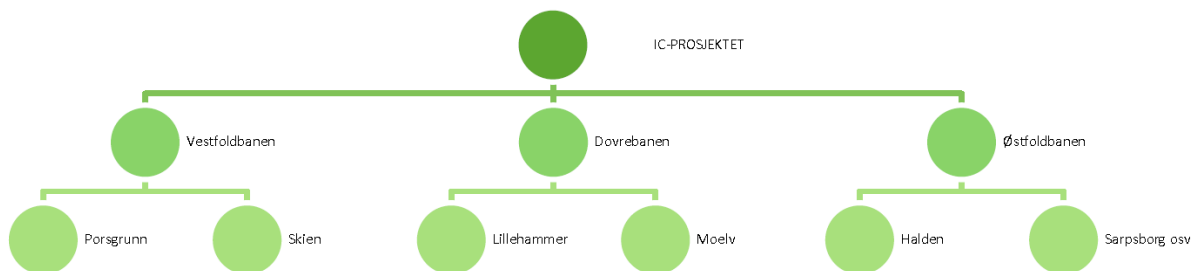 IC-PROSJEKTET
Vestfoldbanen
Dovrebanen
Østfoldbanen
Porsgrunn
Skien
Lillehammer
Moelv
Halden
Sarpsborg osv